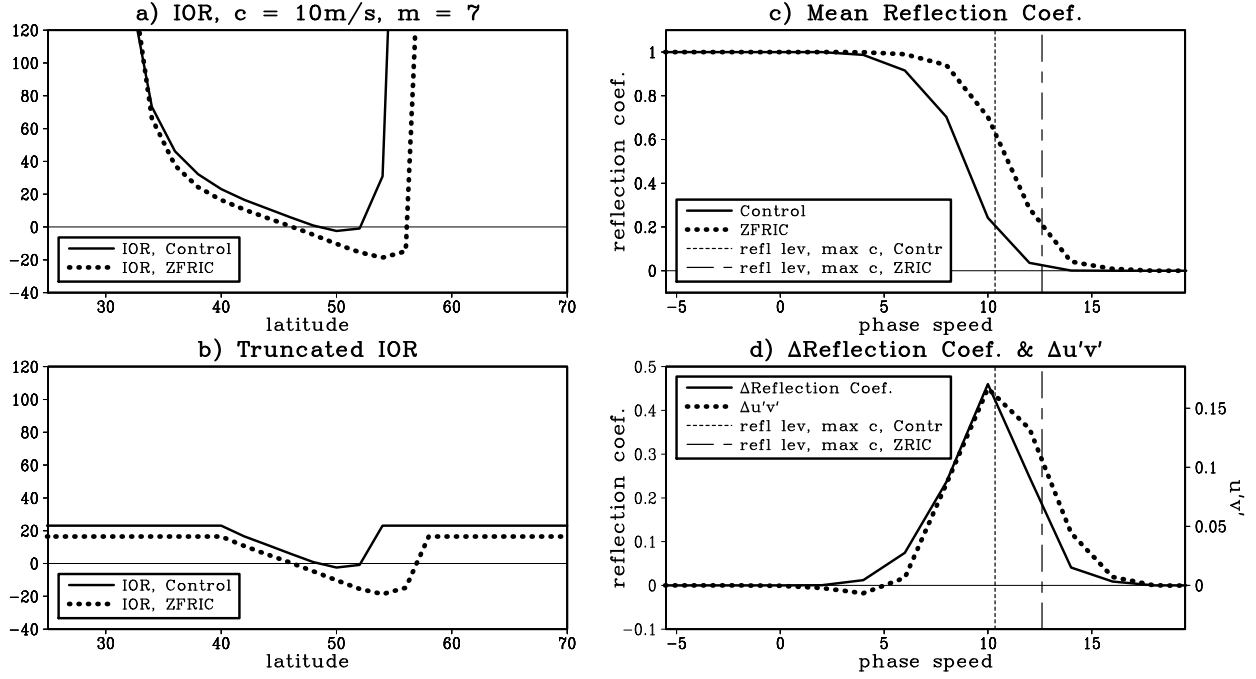 a) IOR, c = 10m/s, m = 7
120
100
80
60
40
20
0
−20
−40
IOR, Control
IOR, ZFRIC
30 40 50 60 70
latitude
c) Mean Reflection Coef.
reflection coef.
1
0.8
0.6
0.4
0.2
0
Control
ZFRIC
refl lev, max c, Contr
refl lev, max c, ZRIC
−5 0 5 10 15
phase speed
b) Truncated IOR
120
100
80
60
40
20
0
−20
−40
IOR, Control
IOR, ZFRIC
30 40 50 60 70
latitude
d) ΔReflection Coef. & Δu'v'
reflection coef.
0.5
0.4
0.3
0.2
0.1
0
−0.1
ΔReflection Coef.
Δu'v'
refl lev, max c, Contr
refl lev, max c, ZRIC
0.15
0.1
0.05
0
u'v'
−5 0 5 10 15
phase speed